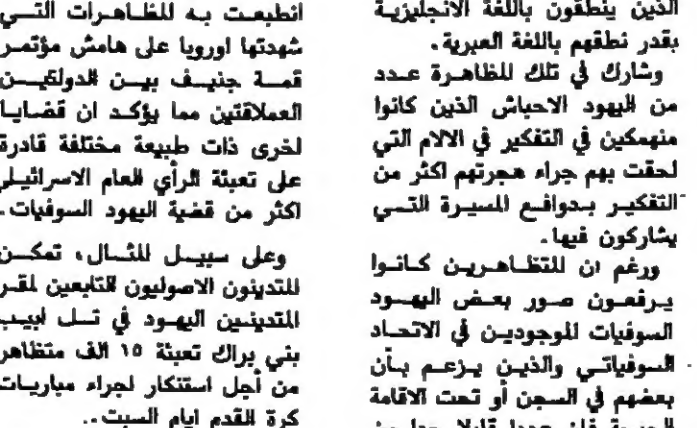 الذين ينطقون باللغة الانجليزية
بقدر نطقهم باللغة العبرية.
وشارك في تلك المظاهرة عدد
من اليهود الاحباش الذين كانوا
منهمكين في التفكير في الالام التي
لحقت بهم جراء هجرتهم اكثر من
التفكير بدوافع المسيرة التي
يشاركون فيها.
ورغم ان المتظاهرين كانوا
يرفعون صور بعض اليهود
السوفيات الموجودين في الاتحاد
السوفياتي والذين يزعم بأن
بعضهم في السجن أو تحت الاقامة
فإن عددا قليلا جدا من
انطبعت به المظاهرات التي
شهدتها اوروبا على هامش مؤتمر
قمة جنيف بين الدولتين
العملاقتين مما يؤكد ان قضايا
اخرى ذات طبيعة مختلفة قادرة
على تعبئة الرأي العام الاسرائيلي
اكثر من قضية اليهود السوفيات.
وعلى سبيل المثال، تمكن
المتدينون الاصوليون التابعين لمقر
المتدينين اليهود في تل ابيب
بني براك تعبئة ١٥ الف متظاهر
من أجل استنكار لجراء مباريات
كرة القدم ايام السبت..